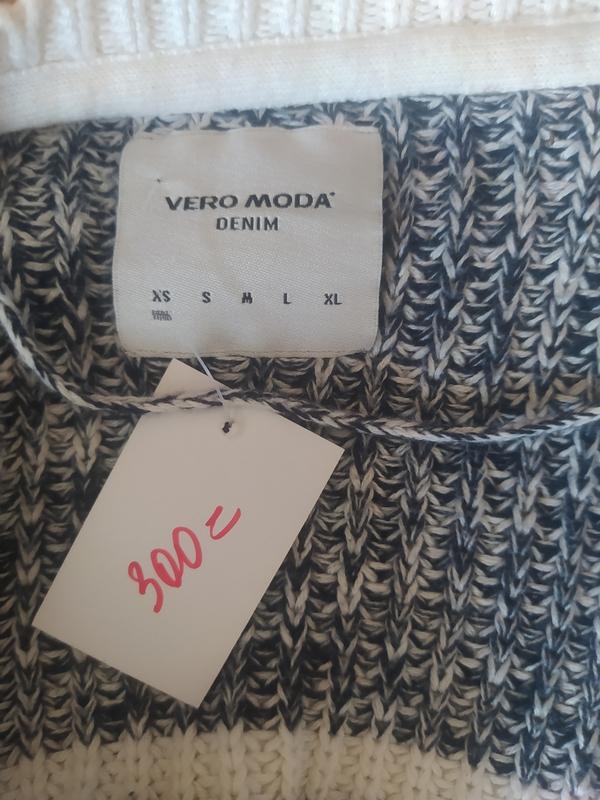 VERO MODA
DENIM
XS S M L XL
300=